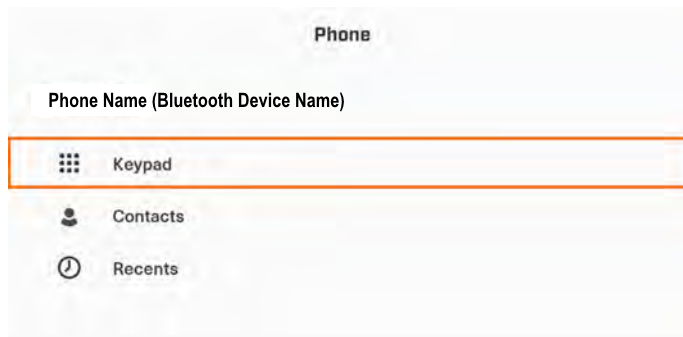 Phone
Phone Name (Bluetooth Device Name)
Keypad
Contacts
Recents